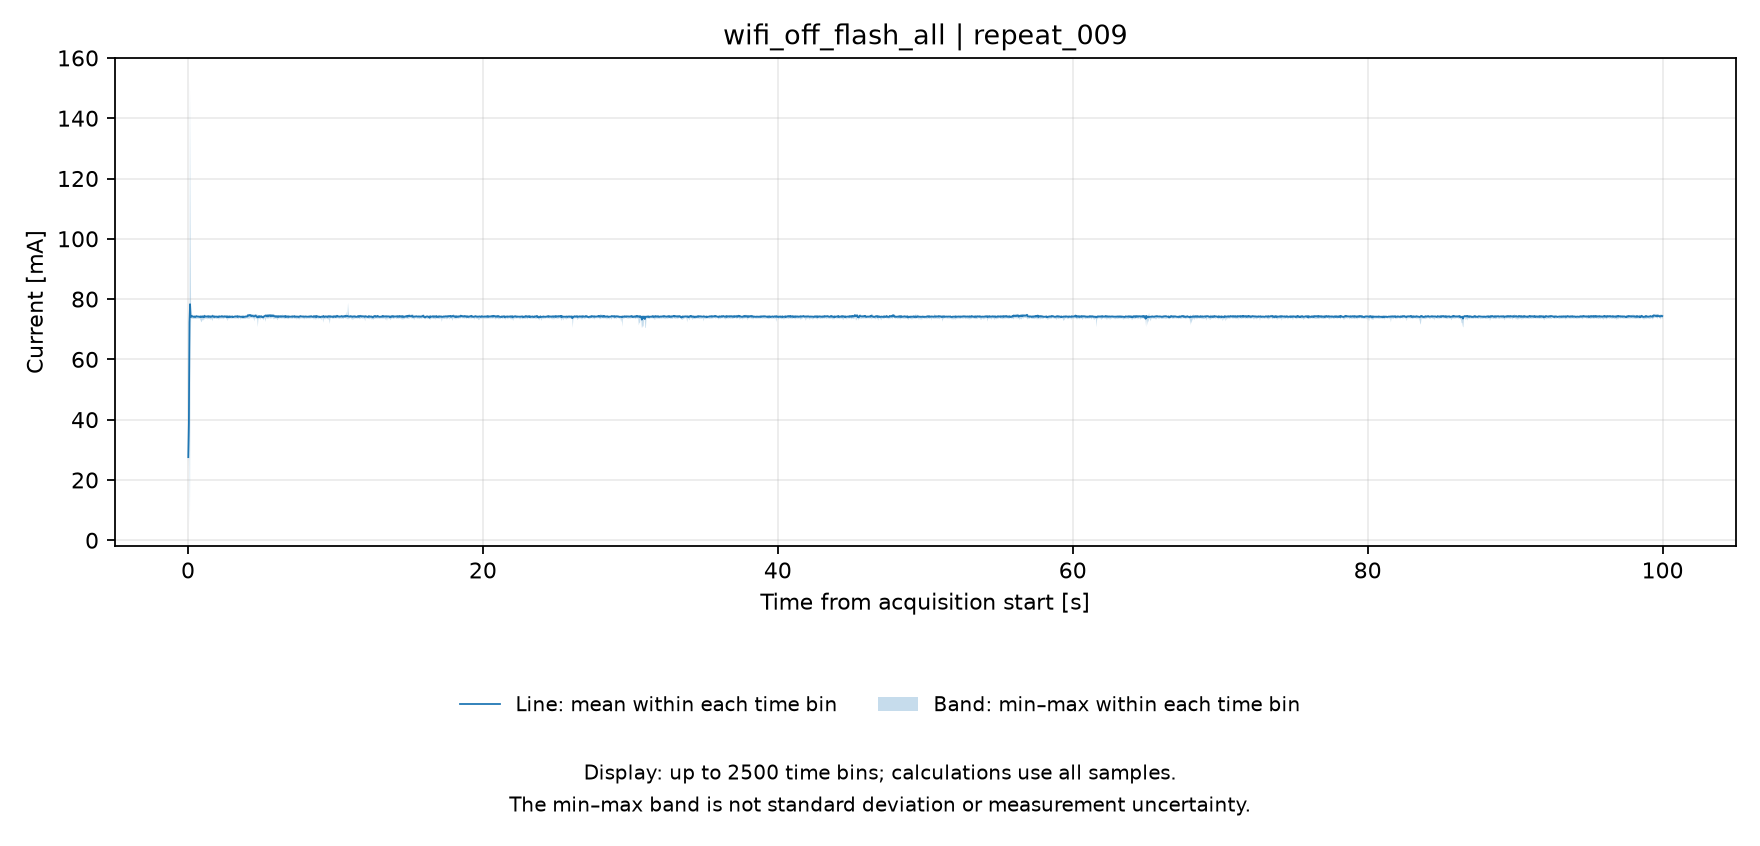 wifi_off_flash_all | repeat_009
160
140
120
100
80
60
40
20
0
Current [mA]
0 20 40 60 80 100
Time from acquisition start [s]
Line: mean within each time bin Band: min–max within each time bin
Display: up to 2500 time bins; calculations use all samples.
The min–max band is not standard deviation or measurement uncertainty.